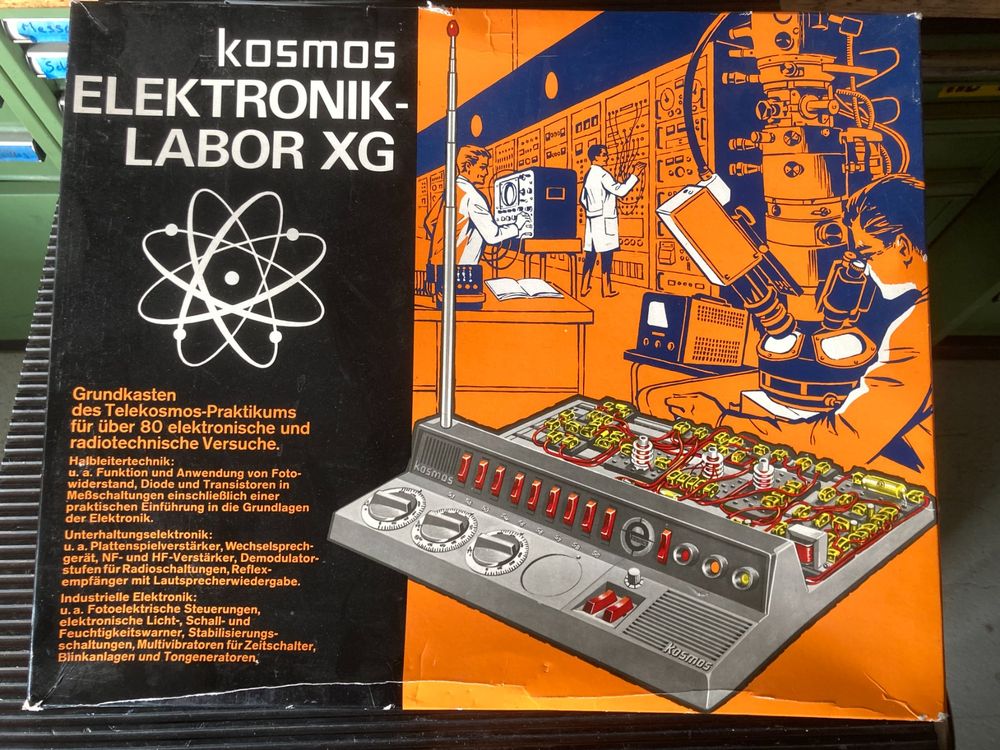 kosmos
ELEKTRONIK-
LABOR XG
Grundkasten
des Telekosmos-Praktikums
für über 80 elektronische und
radiotechnische Versuche.
Halbleitertechnik:
u. a. Funktion und Anwendung von Foto-
widerstand, Diode und Transistoren in
Meßschaltungen einschließlich einer
praktischen Einführung in die Grundlagen
der Elektronik.
Unterhaltungselektronik:
u. a. Plattenspielverstärker, Wechselsprech-
gerät, NF- und HF-Verstärker, Demodulator-
stufen für Radioschaltungen, Reflex-
empfänger mit Lautsprecherwiedergabe.
Industrielle Elektronik:
u. a. Fotoelektrische Steuerungen,
elektronische Licht-, Schall- und
Feuchtigkeitswarner, Stabilisierungs-
schaltungen, Multivibratoren für Zeitschalter,
Blinkanlagen und Tongeneratoren.
kosmos
Kosmos